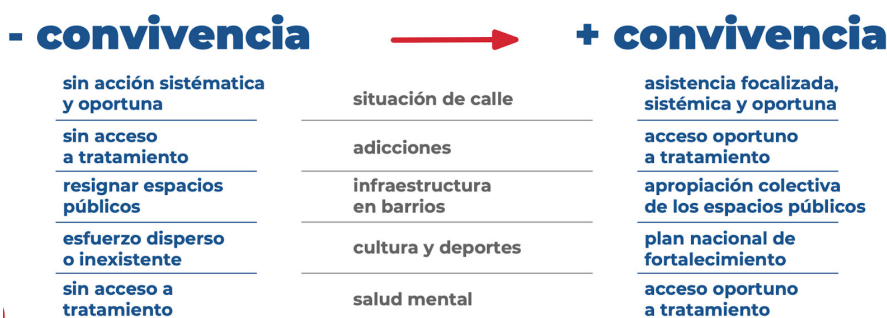 - convivencia
+ convivencia
sin acción sistématica
y oportuna
situación de calle
asistencia focalizada,
sistémica y oportuna
sin acceso
a tratamiento
adicciones
acceso oportuno
a tratamiento
resignar espacios
públicos
infraestructura
en barrios
apropiación colectiva
de los espacios públicos
esfuerzo disperso
o inexistente
cultura y deportes
plan nacional de
fortalecimiento
sin acceso a
tratamiento
salud mental
acceso oportuno
a tratamiento